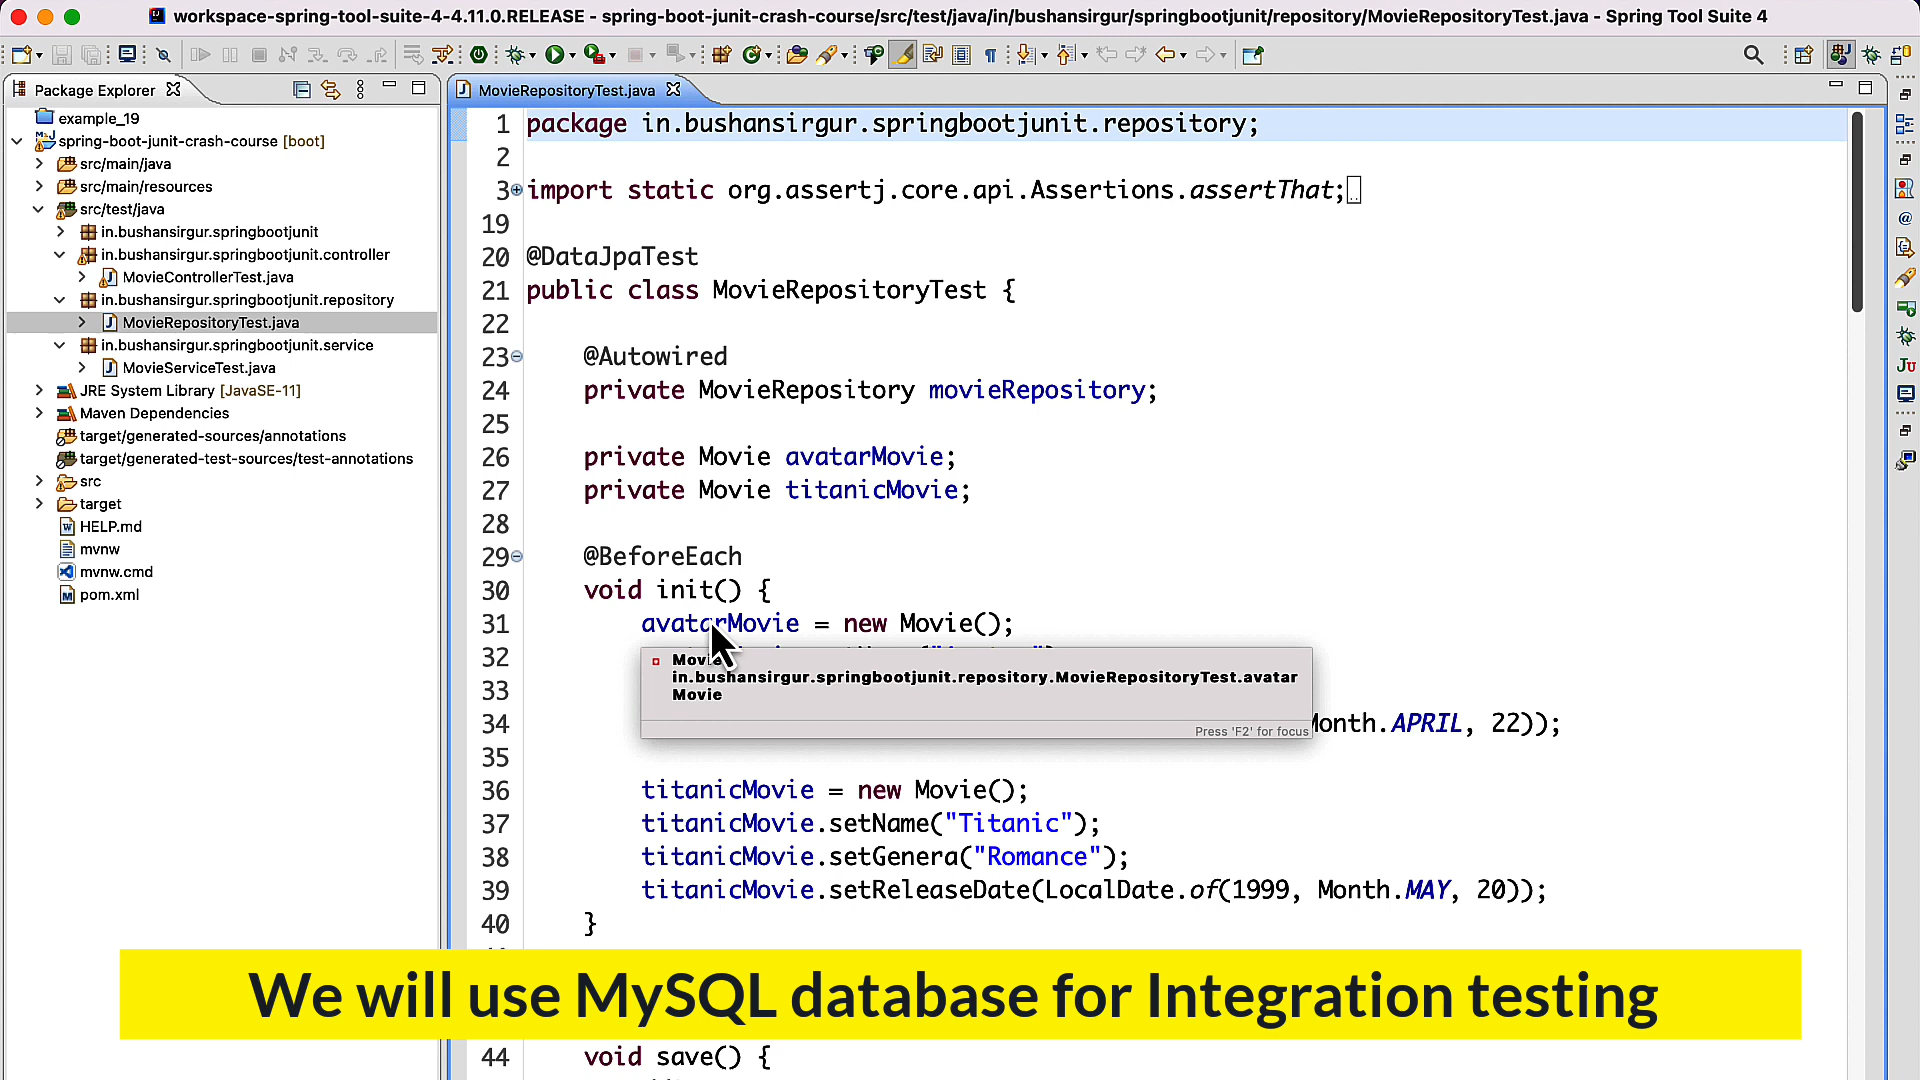 workspace-spring-tool-suite-4-4.11.0.RELEASE - spring-boot-junit-crash-course/src/test/java/in/bushansirgur/springbootjunit/repository/MovieRepositoryTest.java - Spring Tool Suite 4
Package Explorer
example_19
spring-boot-junit-crash-course [boot]
src/main/java
src/main/resources
src/test/java
in.bushansirgur.springbootjunit
in.bushansirgur.springbootjunit.controller
MovieControllerTest.java
in.bushansirgur.springbootjunit.repository
MovieRepositoryTest.java
in.bushansirgur.springbootjunit.service
MovieServiceTest.java
JRE System Library [JavaSE-11]
Maven Dependencies
target/generated-sources/annotations
target/generated-test-sources/test-annotations
src
target
HELP.md
mvnw
mvnw.cmd
pom.xml
MovieRepositoryTest.java
1 package in.bushansirgur.springbootjunit.repository;
2
3 import static org.assertj.core.api.Assertions.assertThat;
19
20 @DataJpaTest
21 public class MovieRepositoryTest {
22
23 @Autowired
24 private MovieRepository movieRepository;
25
26 private Movie avatarMovie;
27 private Movie titanicMovie;
28
29 @BeforeEach
30 void init() {
31 avatarMovie = new Movie();
32
33
34 Month.APRIL, 22));
35
Movie
in.bushansirgur.springbootjunit.repository.MovieRepositoryTest.avatar
Movie
Press 'F2' for focus
36 titanicMovie = new Movie();
37 titanicMovie.setName("Titanic");
38 titanicMovie.setGenera("Romance");
39 titanicMovie.setReleaseDate(LocalDate.of(1999, Month.MAY, 20));
40 }
We will use MySQL database for Integration testing
44 void save() {